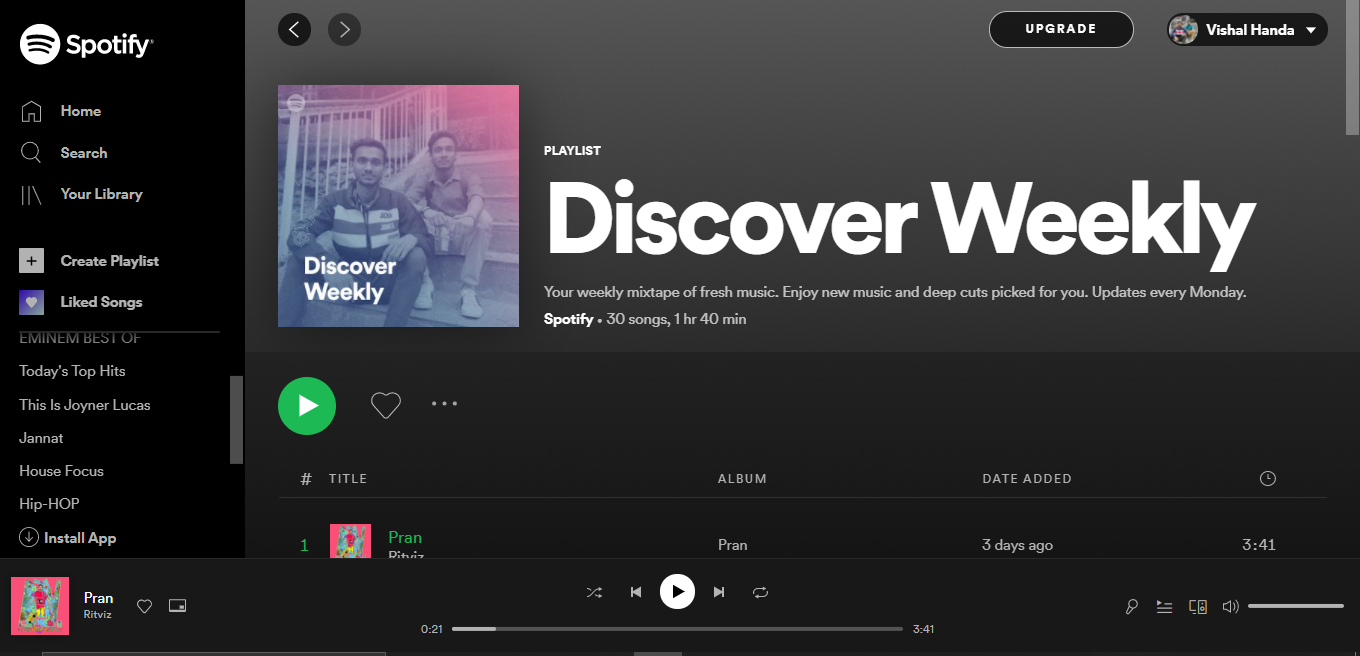 Spotify
Home
Search
Your Library
Create Playlist
Liked Songs
EMINEM BEST OF
Today's Top Hits
This Is Joyner Lucas
Jannat
House Focus
Hip-HOP
Install App
UPGRADE
Vishal Handa
Discover
Weekly
PLAYLIST
Discover Weekly
Your weekly mixtape of fresh music. Enjoy new music and deep cuts picked for you. Updates every Monday.
Spotify • 30 songs, 1 hr 40 min
# TITLE ALBUM DATE ADDED
1 Pran Pran 3 days ago 3:41
Ritviz
Pran
Ritviz
0:21 3:41